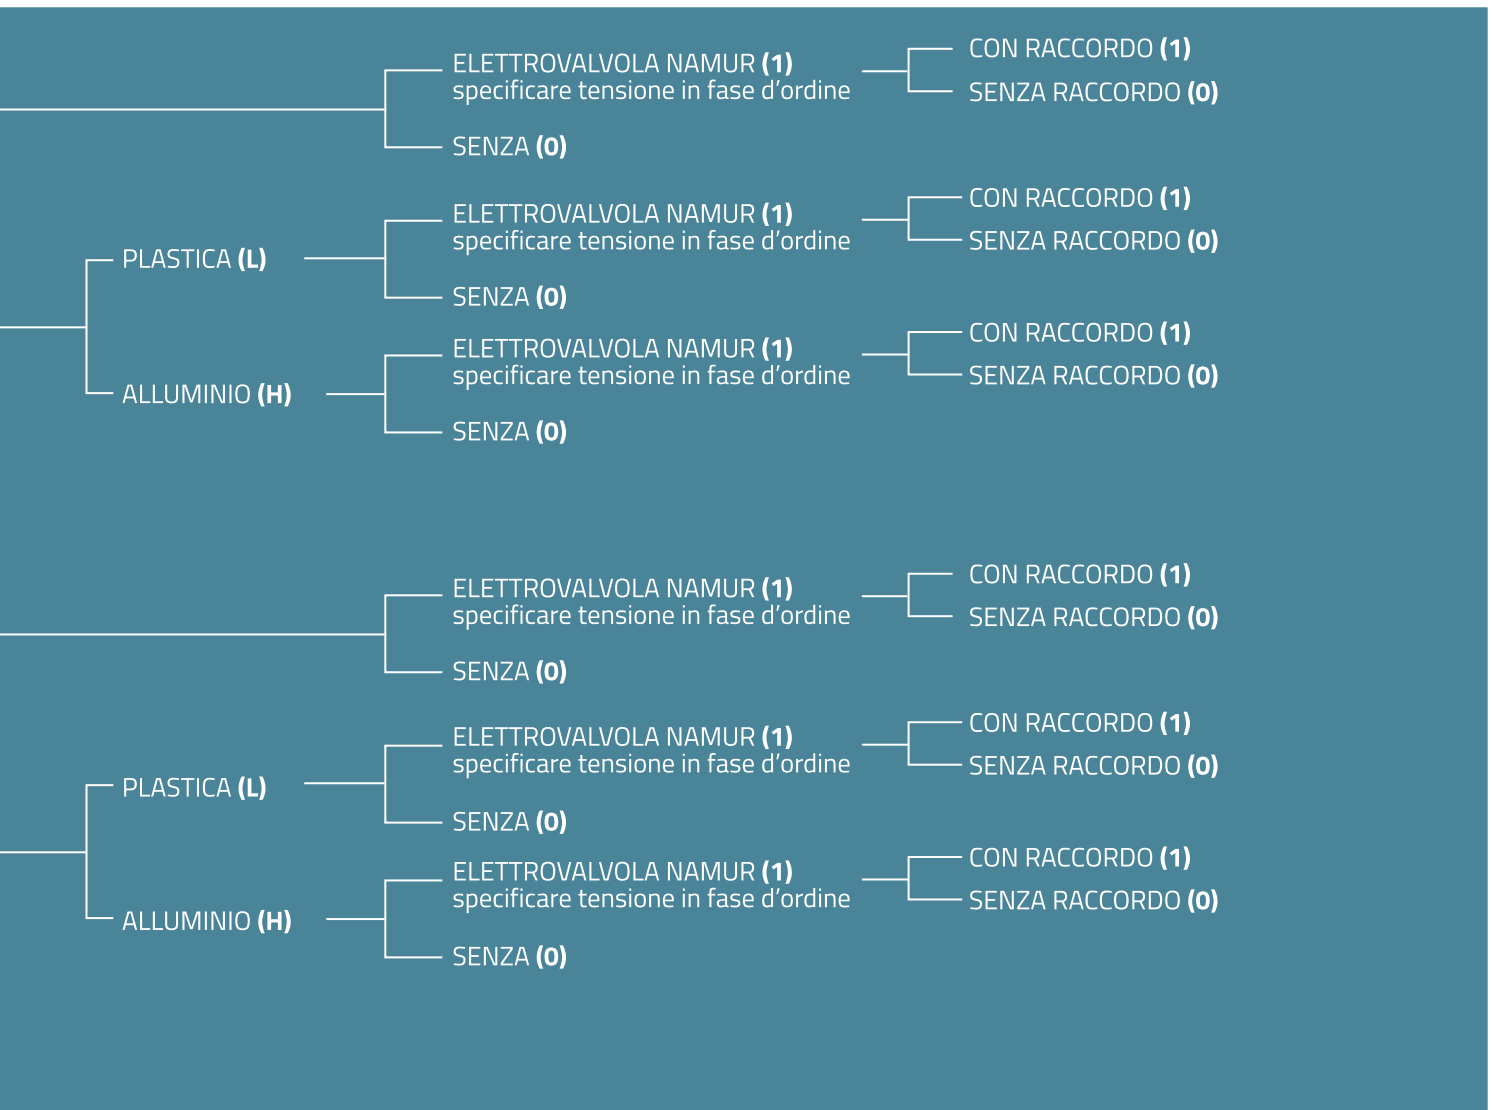 CON RACCORDO (1)
ELETTROVALVOLA NAMUR (1)
specificare tensione in fase d’ordine
SENZA RACCORDO (0)
SENZA (0)
CON RACCORDO (1)
ELETTROVALVOLA NAMUR (1)
specificare tensione in fase d’ordine
SENZA RACCORDO (0)
PLASTICA (L)
SENZA (0)
CON RACCORDO (1)
ELETTROVALVOLA NAMUR (1)
specificare tensione in fase d’ordine
SENZA RACCORDO (0)
ALLUMINIO (H)
SENZA (0)
CON RACCORDO (1)
ELETTROVALVOLA NAMUR (1)
specificare tensione in fase d’ordine
SENZA RACCORDO (0)
SENZA (0)
CON RACCORDO (1)
ELETTROVALVOLA NAMUR (1)
specificare tensione in fase d’ordine
SENZA RACCORDO (0)
PLASTICA (L)
SENZA (0)
CON RACCORDO (1)
ELETTROVALVOLA NAMUR (1)
specificare tensione in fase d’ordine
SENZA RACCORDO (0)
ALLUMINIO (H)
SENZA (0)